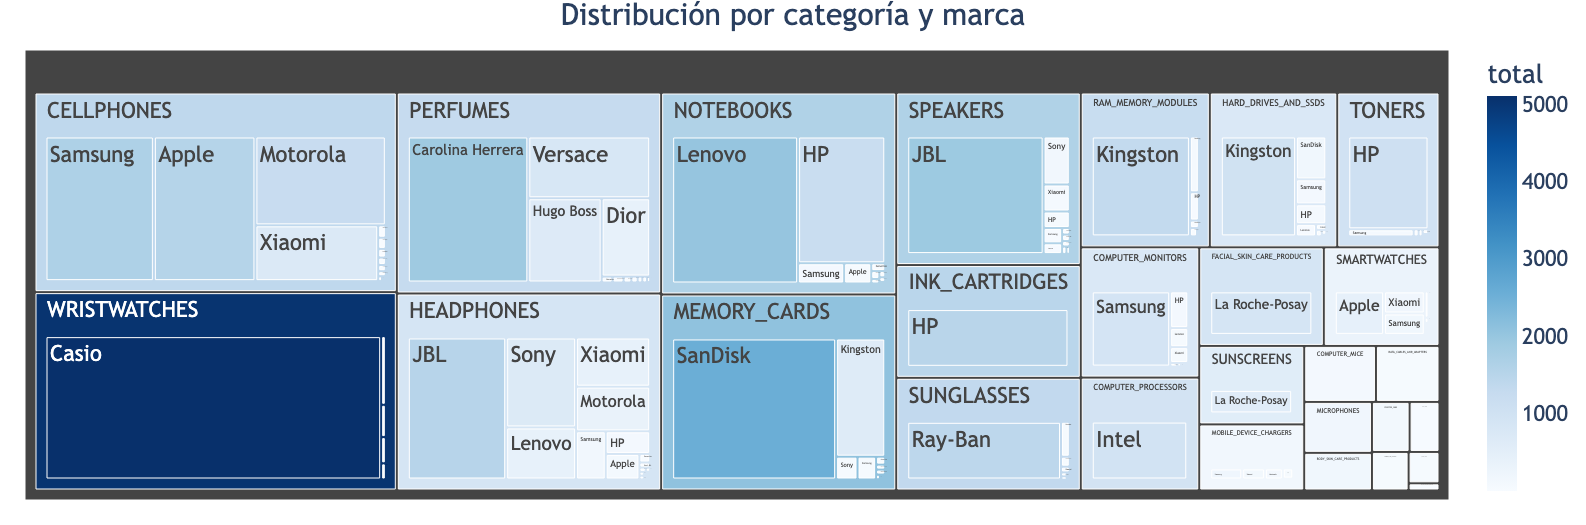 Distribución por categoría y marca
total
5000
4000
3000
2000
1000
CELLPHONES
Samsung
Apple
Motorola
Xiaomi
WRISTWATCHES
Casio
PERFUMES
Carolina Herrera
Versace
Hugo Boss
Dior
HEADPHONES
JBL
Sony
Xiaomi
Motorola
Lenovo
Samsung
HP
Apple
NOTEBOOKS
Lenovo
HP
Samsung
Apple
MEMORY_CARDS
SanDisk
Kingston
Sony
Samsung
SPEAKERS
JBL
Sony
Xiaomi
HP
Samsung
INK_CARTRIDGES
HP
SUNGLASSES
Ray-Ban
RAM_MEMORY_MODULES
Kingston
HP
HARD_DRIVES_AND_SSDS
Kingston
SanDisk
Samsung
HP
TONERS
HP
Samsung
COMPUTER_MONITORS
Samsung
HP
COMPUTER_PROCESSORS
Intel
FACIAL_SKIN_CARE_PRODUCTS
La Roche-Posay
SMARTWATCHES
Apple
Xiaomi
Samsung
SUNSCREENS
La Roche-Posay
MOBILE_DEVICE_CHARGERS
COMPUTER_MICE
MICROPHONES
BODY_SKIN_CARE_PRODUCTS